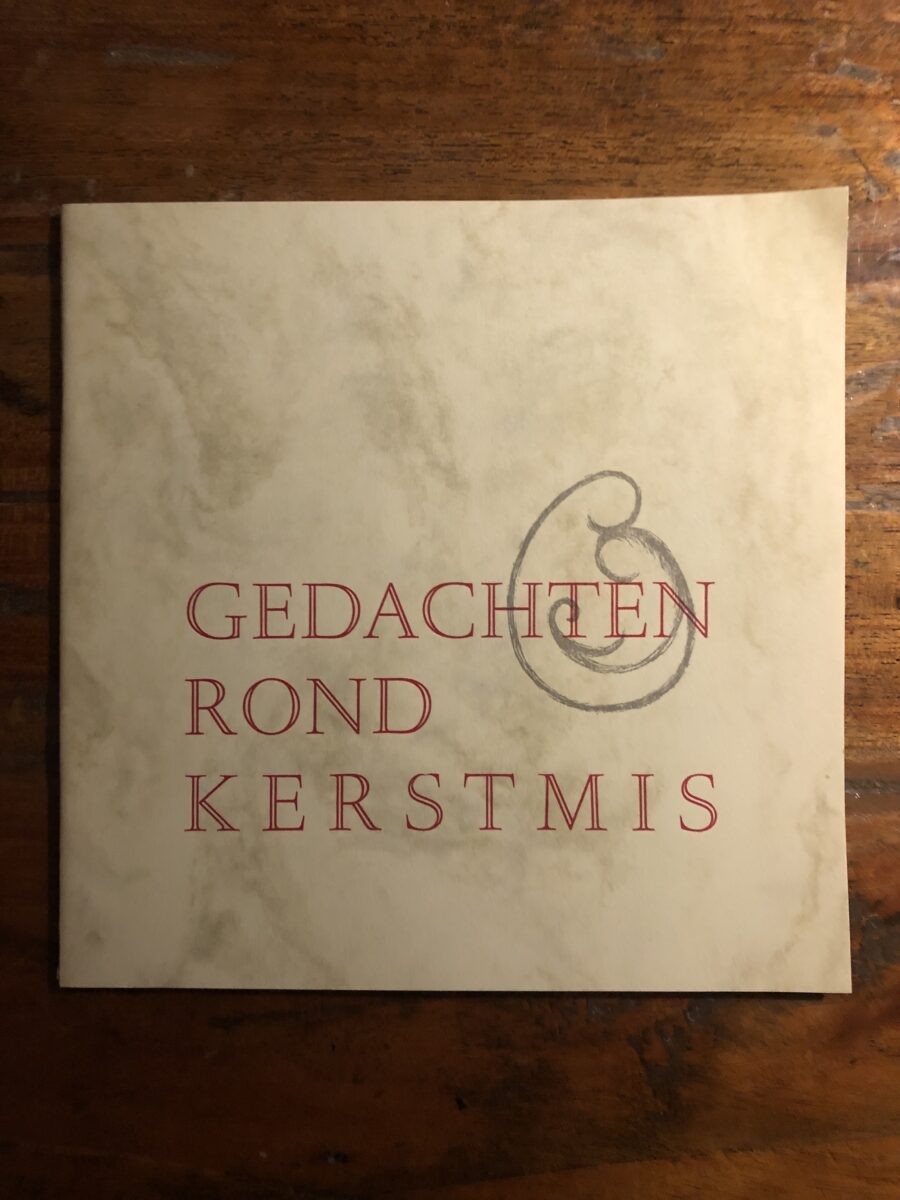 GEDACHTEN
ROND
KERSTMIS